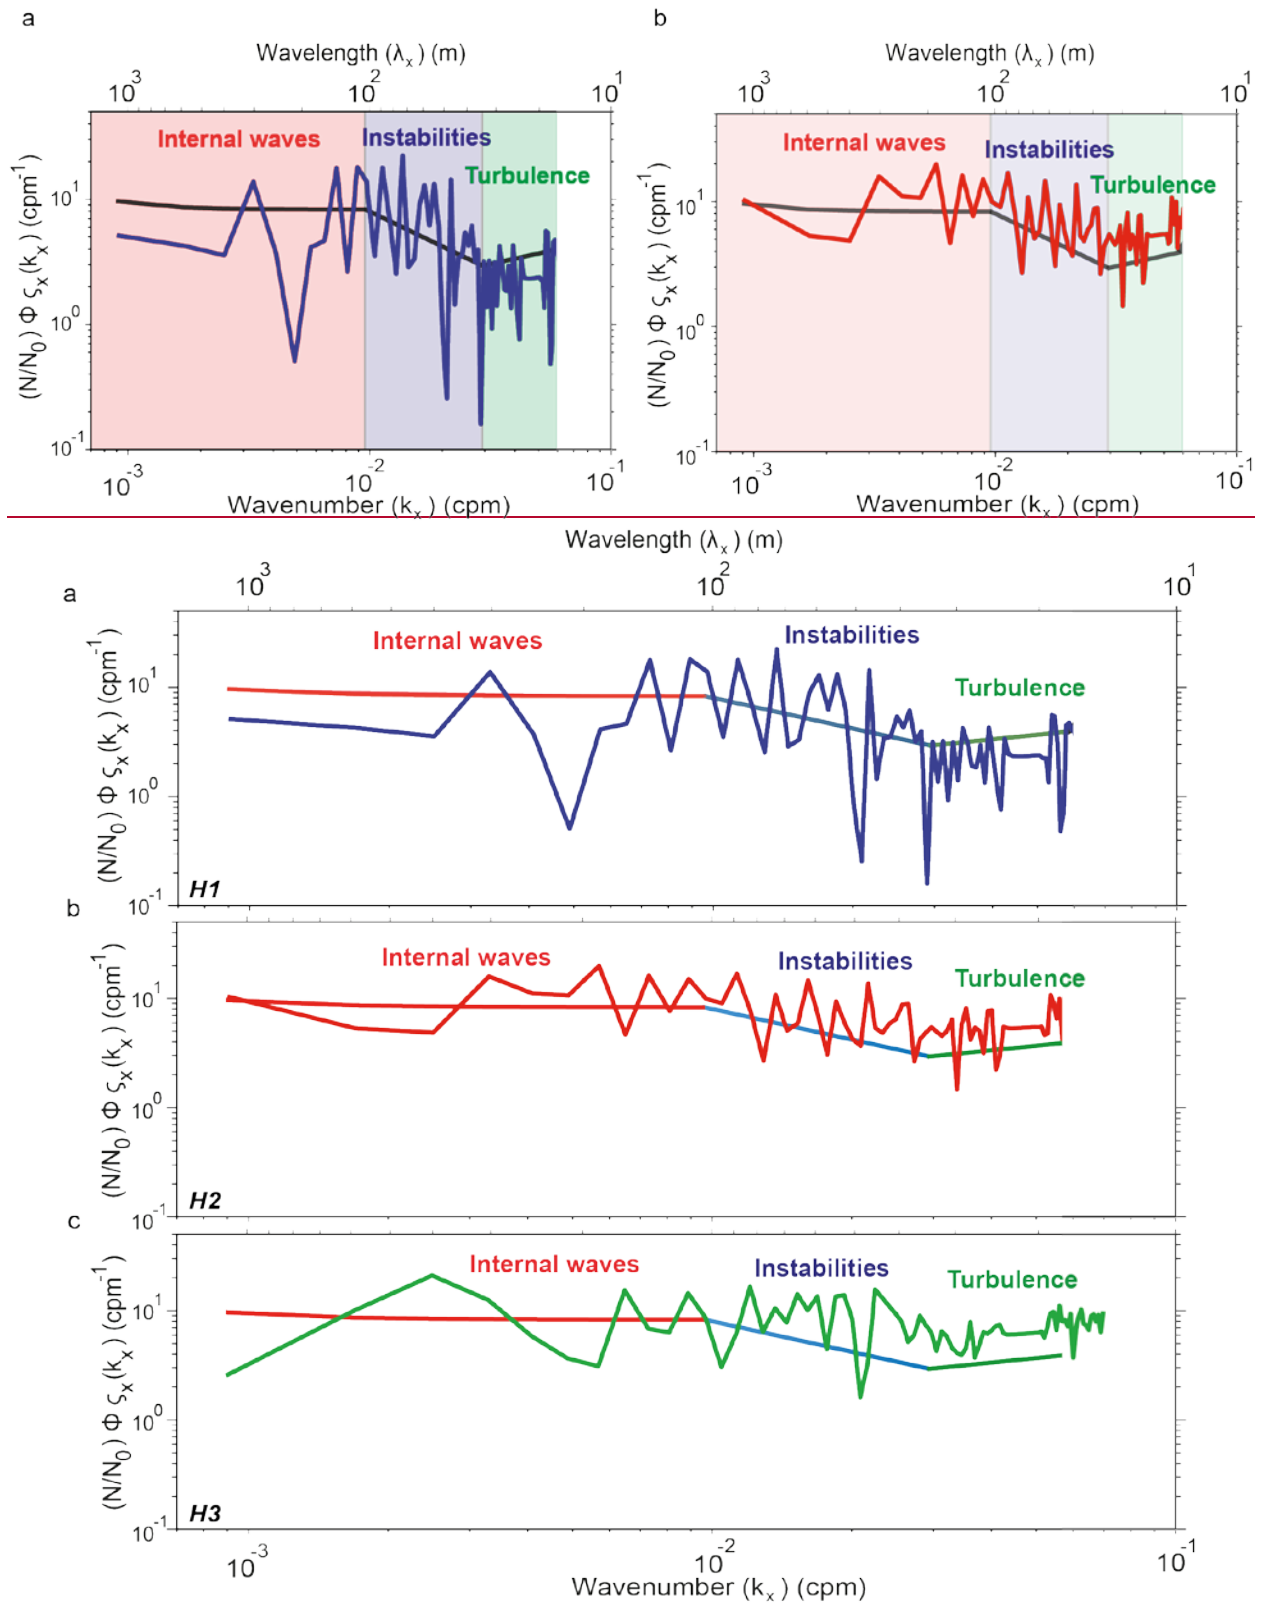 a
b
Wavelength (λx) (m)
Wavelength (λx) (m)
10^3 10^2 10^1
10^3 10^2 10^1
Internal waves
Instabilities
Turbulence
Internal waves
Instabilities
Turbulence
(N/N0) Φ ςx(kx) (cpm^-1)
10^1
10^0
10^-1
(N/N0) Φ ςx(kx) (cpm^-1)
10^1
10^0
10^-1
10^-3 10^-2 10^-1
10^-3 10^-2 10^-1
Wavenumber (kx) (cpm)
Wavenumber (kx) (cpm)
Wavelength (λx) (m)
10^3 10^2 10^1
a
Internal waves
Instabilities
Turbulence
(N/N0) Φ ςx(kx) (cpm^-1)
10^1
10^0
10^-1
H1
b
Internal waves
Instabilities
Turbulence
(N/N0) Φ ςx(kx) (cpm^-1)
10^1
10^0
10^-1
H2
c
Internal waves
Instabilities
Turbulence
(N/N0) Φ ςx(kx) (cpm^-1)
10^1
10^0
10^-1
H3
10^-3 10^-2 10^-1
Wavenumber (kx) (cpm)